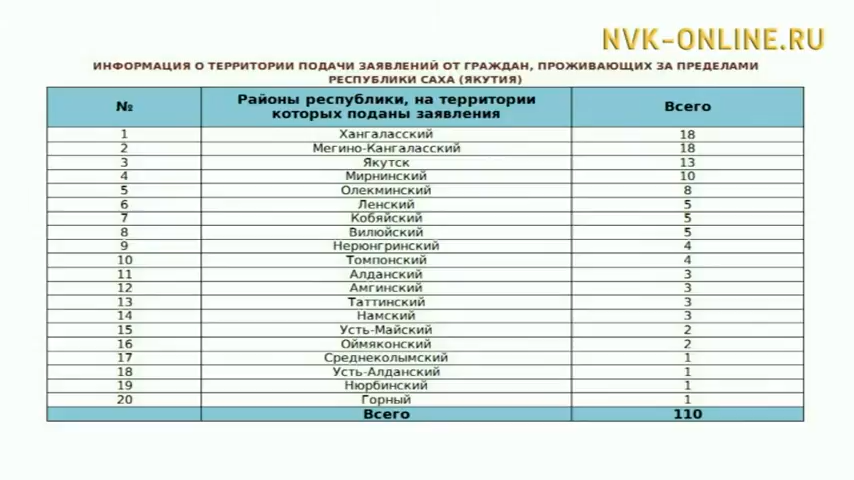 NVK-ONLINE.RU
ИНФОРМАЦИЯ О ТЕРРИТОРИИ ПОДАЧИ ЗАЯВЛЕНИЙ ОТ ГРАЖДАН, ПРОЖИВАЮЩИХ ЗА ПРЕДЕЛАМИ
РЕСПУБЛИКИ САХА (ЯКУТИЯ)
№ Районы республики, на территории которых поданы заявления Всего
1 Хангаласский 18
2 Мегино-Кангаласский 18
3 Якутск 13
4 Мирнинский 10
5 Олекминский 8
6 Ленский 5
7 Кобяйский 5
8 Вилюйский 5
9 Нерюнгринский 4
10 Томпонский 4
11 Алданский 3
12 Амгинский 3
13 Таттинский 3
14 Намский 3
15 Усть-Майский 2
16 Оймяконский 2
17 Среднеколымский 1
18 Усть-Алданский 1
19 Нюрбинский 1
20 Горный 1
Всего 110